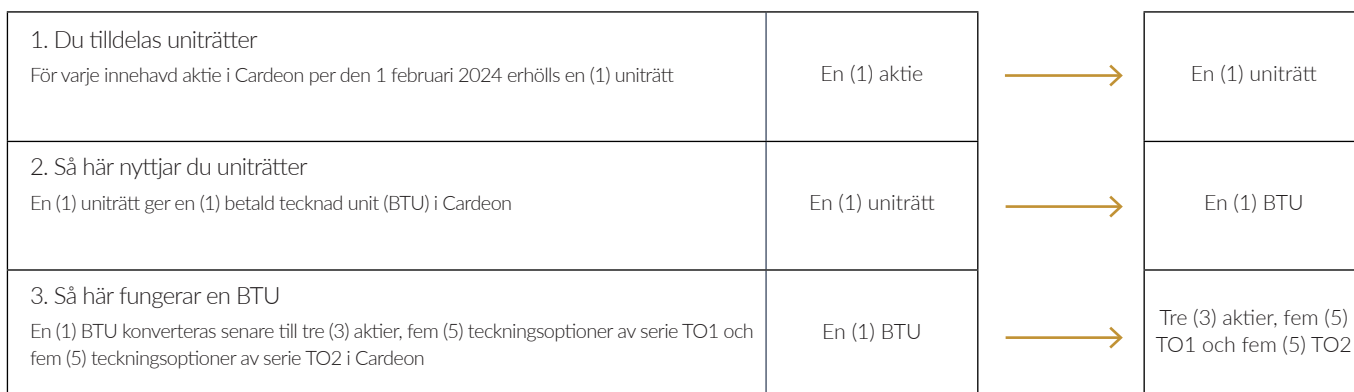 1. Du tilldelas uniträtter
För varje innehavd aktie i Cardeon per den 1 februari 2024 erhölls en (1) uniträtt
En (1) aktie
En (1) uniträtt
2. Så här nyttjar du uniträtter
En (1) uniträtt ger en (1) betald tecknad unit (BTU) i Cardeon
En (1) uniträtt
En (1) BTU
3. Så här fungerar en BTU
En (1) BTU konverteras senare till tre (3) aktier, fem (5) teckningsoptioner av serie TO1 och
fem (5) teckningsoptioner av serie TO2 i Cardeon
En (1) BTU
Tre (3) aktier, fem (5)
TO1 och fem (5) TO2